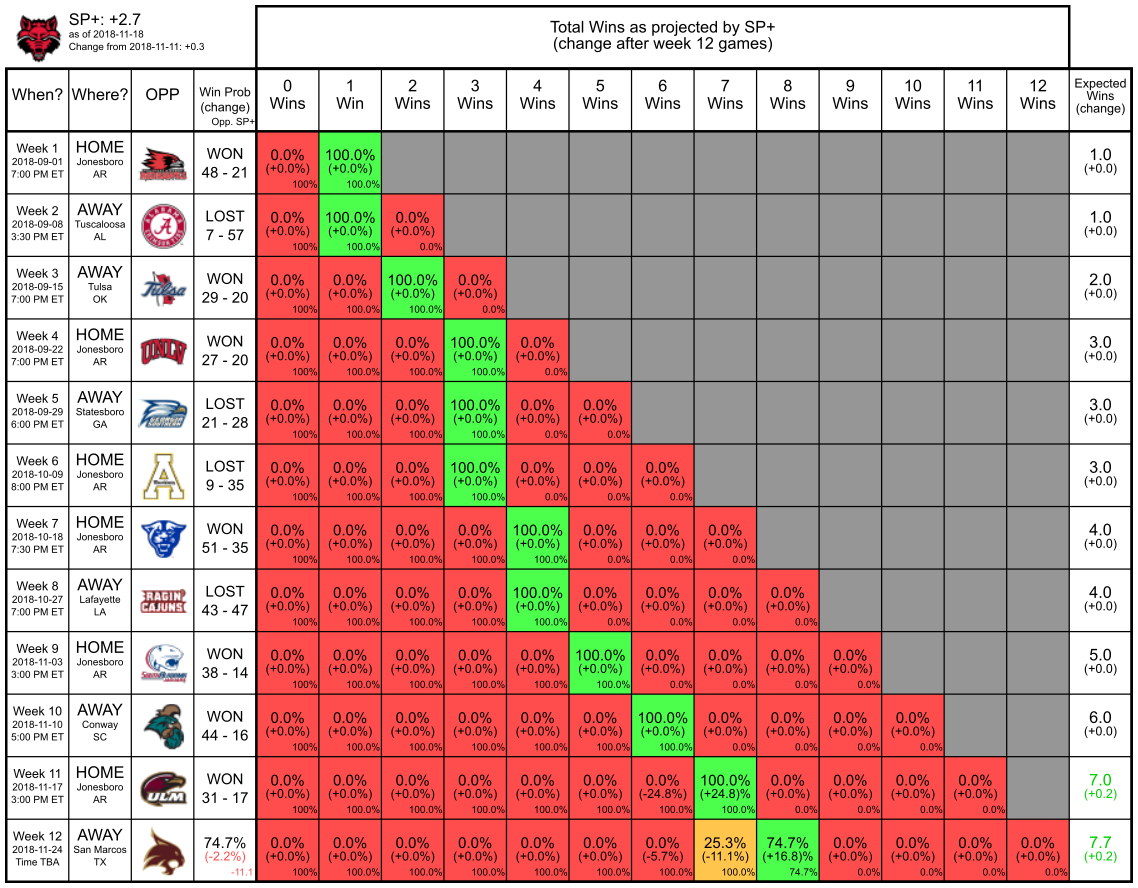 SP+: +2.7
as of 2018-11-18
Change from 2018-11-11: +0.3
Total Wins as projected by SP+
(change after week 12 games)
When? Where? OPP Win Prob (change) Opp. SP+ 0 Wins 1 Win 2 Wins 3 Wins 4 Wins 5 Wins 6 Wins 7 Wins 8 Wins 9 Wins 10 Wins 11 Wins 12 Wins Expected Wins (change)
Week 1 HOME WON 0.0% 100.0% 1.0
2018-09-01 Jonesboro 48 - 21 (+0.0%) (+0.0%) (+0.0)
7:00 PM ET AR 100% 100.0%
Week 2 AWAY ALABAMA A LOST 0.0% 100.0% 0.0% 1.0
2018-09-08 Tuscaloosa CRIMSON TIDE 7 - 57 (+0.0%) (+0.0%) (+0.0%) (+0.0)
3:30 PM ET AL 100% 100.0% 0.0%
Week 3 AWAY Tulsa WON 0.0% 0.0% 100.0% 0.0% 2.0
2018-09-15 Tulsa 29 - 20 (+0.0%) (+0.0%) (+0.0%) (+0.0%) (+0.0)
7:00 PM ET OK 100% 100.0% 100.0% 0.0%
Week 4 HOME UNLV WON 0.0% 0.0% 0.0% 100.0% 0.0% 3.0
2018-09-22 Jonesboro 27 - 20 (+0.0%) (+0.0%) (+0.0%) (+0.0%) (+0.0%) (+0.0)
7:00 PM ET AR 100% 100.0% 100.0% 100.0% 0.0%
Week 5 AWAY LOST 0.0% 0.0% 0.0% 100.0% 0.0% 0.0% 3.0
2018-09-29 Statesboro 21 - 28 (+0.0%) (+0.0%) (+0.0%) (+0.0%) (+0.0%) (+0.0%) (+0.0)
6:00 PM ET GA 100% 100.0% 100.0% 100.0% 0.0% 0.0%
Week 6 HOME A LOST 0.0% 0.0% 0.0% 100.0% 0.0% 0.0% 0.0% 3.0
2018-10-09 Jonesboro 9 - 35 (+0.0%) (+0.0%) (+0.0%) (+0.0%) (+0.0%) (+0.0%) (+0.0%) (+0.0)
8:00 PM ET AR 100% 100.0% 100.0% 100.0% 0.0% 0.0% 0.0%
Week 7 HOME WON 0.0% 0.0% 0.0% 0.0% 100.0% 0.0% 0.0% 0.0% 4.0
2018-10-18 Jonesboro 51 - 35 (+0.0%) (+0.0%) (+0.0%) (+0.0%) (+0.0%) (+0.0%) (+0.0%) (+0.0%) (+0.0)
7:30 PM ET AR 100% 100.0% 100.0% 100.0% 100.0% 0.0% 0.0% 0.0%
Week 8 AWAY RAGIN' CAJUNS LOST 0.0% 0.0% 0.0% 0.0% 100.0% 0.0% 0.0% 0.0% 0.0% 4.0
2018-10-27 Lafayette 43 - 47 (+0.0%) (+0.0%) (+0.0%) (+0.0%) (+0.0%) (+0.0%) (+0.0%) (+0.0%) (+0.0%) (+0.0)
7:00 PM ET LA 100% 100.0% 100.0% 100.0% 100.0% 0.0% 0.0% 0.0% 0.0%
Week 9 HOME WON 0.0% 0.0% 0.0% 0.0% 0.0% 100.0% 0.0% 0.0% 0.0% 0.0% 5.0
2018-11-03 Jonesboro 38 - 14 (+0.0%) (+0.0%) (+0.0%) (+0.0%) (+0.0%) (+0.0%) (+0.0%) (+0.0%) (+0.0%) (+0.0%) (+0.0)
3:00 PM ET AR 100% 100.0% 100.0% 100.0% 100.0% 100.0% 0.0% 0.0% 0.0% 0.0%
Week 10 AWAY WON 0.0% 0.0% 0.0% 0.0% 0.0% 0.0% 100.0% 0.0% 0.0% 0.0% 0.0% 6.0
2018-11-10 Conway 44 - 16 (+0.0%) (+0.0%) (+0.0%) (+0.0%) (+0.0%) (+0.0%) (+0.0%) (+0.0%) (+0.0%) (+0.0%) (+0.0%) (+0.0)
5:00 PM ET SC 100% 100.0% 100.0% 100.0% 100.0% 100.0% 100.0% 0.0% 0.0% 0.0% 0.0%
Week 11 HOME ULM WON 0.0% 0.0% 0.0% 0.0% 0.0% 0.0% 0.0% 100.0% 0.0% 0.0% 0.0% 0.0% 7.0
2018-11-17 Jonesboro 31 - 17 (+0.0%) (+0.0%) (+0.0%) (+0.0%) (+0.0%) (+0.0%) (-24.8%) (+24.8)% (+0.0%) (+0.0%) (+0.0%) (+0.0%) (+0.2)
3:00 PM ET AR 100% 100.0% 100.0% 100.0% 100.0% 100.0% 100.0% 100.0% 0.0% 0.0% 0.0% 0.0%
Week 12 AWAY 74.7% 0.0% 0.0% 0.0% 0.0% 0.0% 0.0% 0.0% 25.3% 74.7% 0.0% 0.0% 0.0% 0.0% 7.7
2018-11-24 San Marcos (-2.2%) (+0.0%) (+0.0%) (+0.0%) (+0.0%) (+0.0%) (+0.0%) (-5.7%) (-11.1%) (+16.8)% (+0.0%) (+0.0%) (+0.0%) (+0.0%) (+0.2)
Time TBA TX -11.1 100% 100.0% 100.0% 100.0% 100.0% 100.0% 100.0% 100.0% 74.7% 0.0% 0.0% 0.0% 0.0%